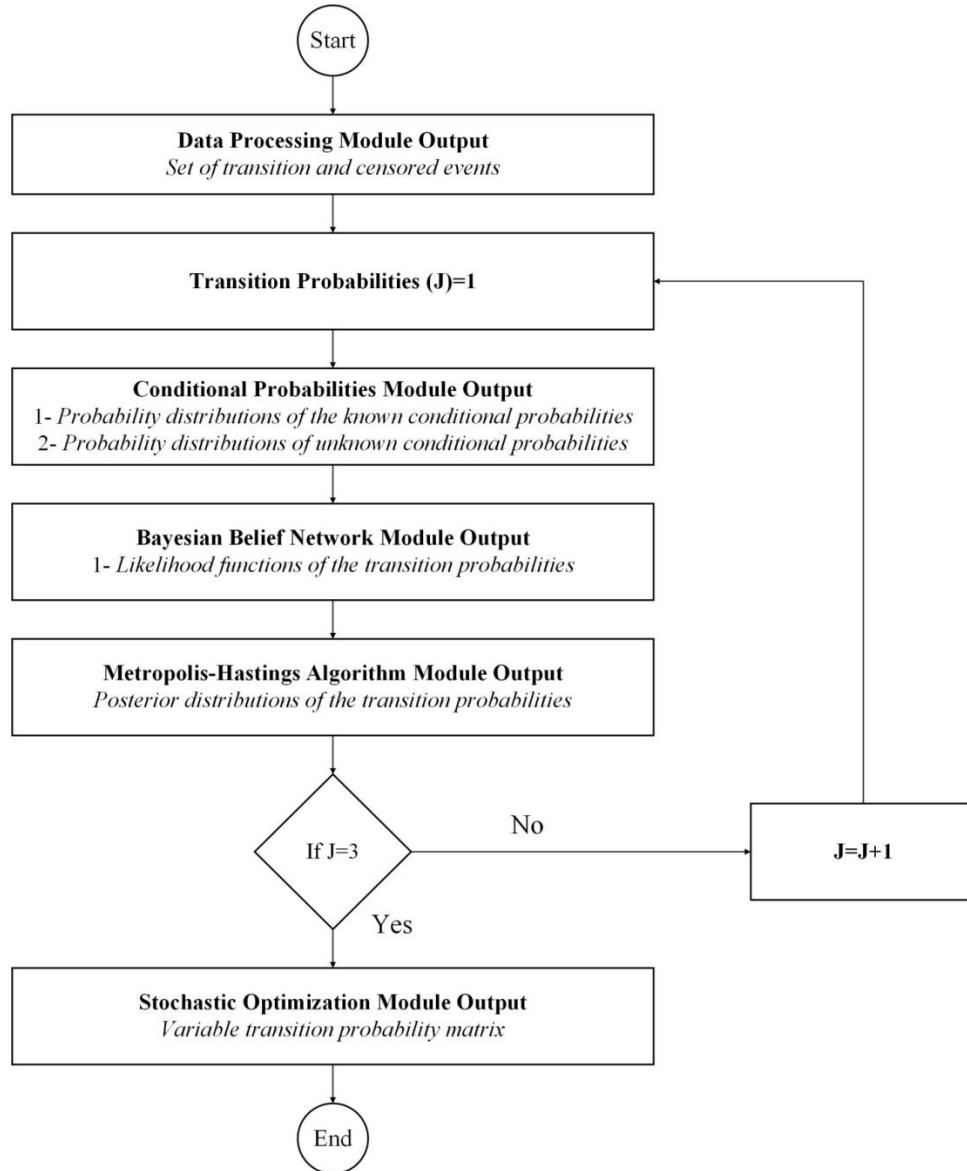 Start
Data Processing Module Output
Set of transition and censored events
Transition Probabilities (J)=1
Conditional Probabilities Module Output
1- Probability distributions of the known conditional probabilities
2- Probability distributions of unknown conditional probabilities
Bayesian Belief Network Module Output
1- Likelihood functions of the transition probabilities
Metropolis-Hastings Algorithm Module Output
Posterior distributions of the transition probabilities
If J=3
No
J=J+1
Yes
Stochastic Optimization Module Output
Variable transition probability matrix
End